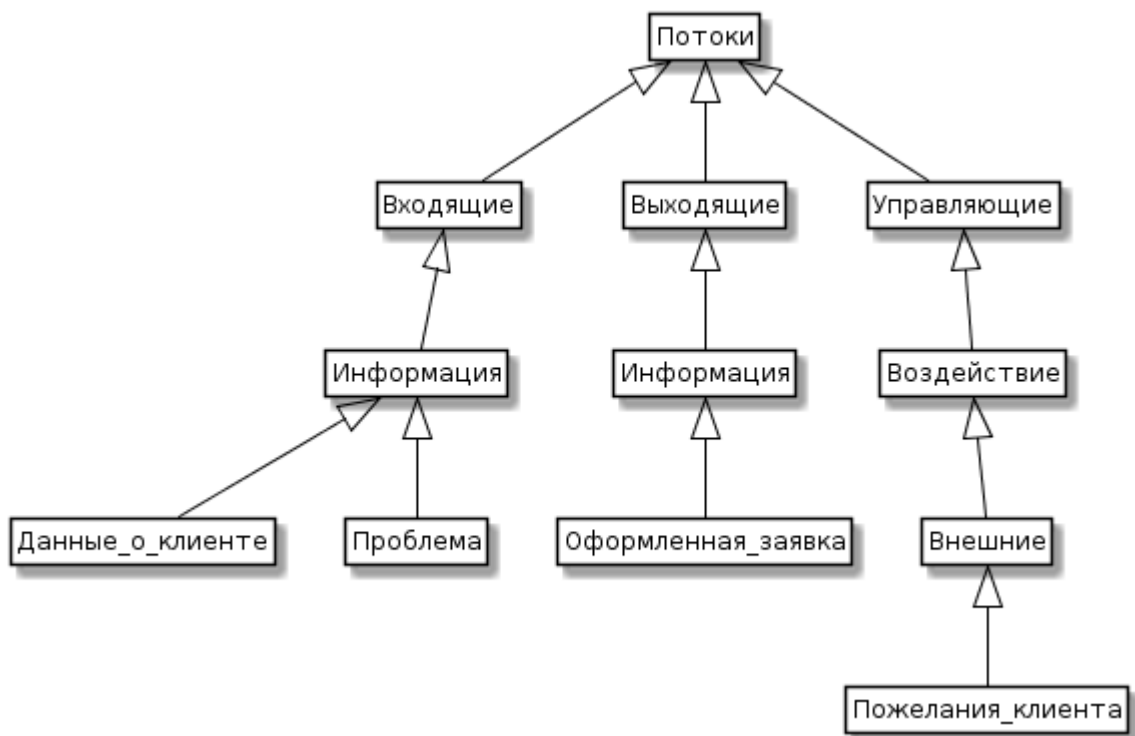 Потоки
Входящие
Выходящие
Управляющие
Информация
Информация
Воздействие
Данные_о_клиенте
Проблема
Оформленная_заявка
Внешние
Пожелания_клиента